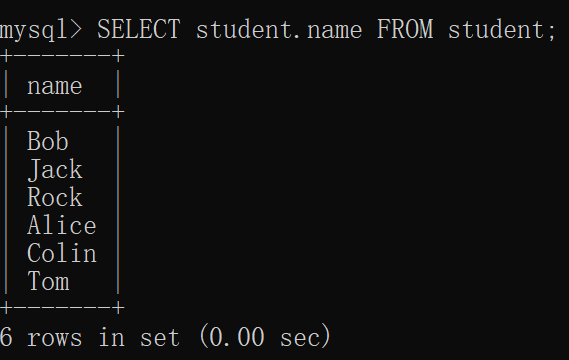 mysql> SELECT student.name FROM student;
+-------+
| name  |
+-------+
| Bob   |
| Jack  |
| Rock  |
| Alice |
| Colin |
| Tom   |
+-------+
6 rows in set (0.00 sec)